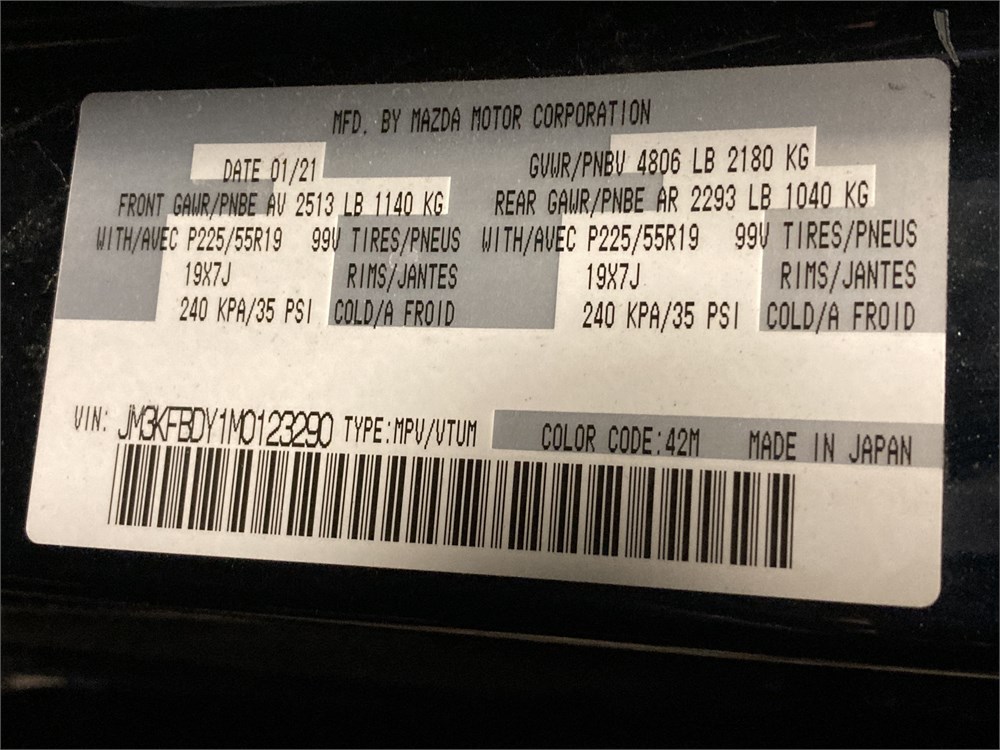 MFD. BY MAZDA MOTOR CORPORATION
DATE 01/21 GVWR/PNBV 4806 LB 2180 KG
FRONT GAWR/PNBE AV 2513 LB 1140 KG REAR GAWR/PNBE AR 2293 LB 1040 KG
WITH/AVEC P225/55R19 99V TIRES/PNEUS WITH/AVEC P225/55R19 99V TIRES/PNEUS
19X7J RIMS/JANTES 19X7J RIMS/JANTES
240 KPA/35 PSI COLD/A FROID 240 KPA/35 PSI COLD/A FROID
VIN: JM3KFBDY1M0123290 TYPE:MPV/VTUM COLOR CODE:42M MADE IN JAPAN